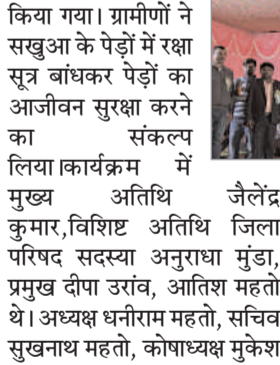 किया गया। ग्रामीणों ने
सखुआ के पेड़ों में रक्षा
सूत्र बांधकर पेड़ों का
आजीवन सुरक्षा करने
का संकल्प
लिया।कार्यक्रम में
मुख्य अतिथि जैलेंद्र
कुमार,विशिष्ट अतिथि जिला
परिषद सदस्या अनुराधा मुंडा,
प्रमुख दीपा उरांव, आतिश महतो
थे। अध्यक्ष धनीराम महतो, सचिव
सुखनाथ महतो, कोषाध्यक्ष मुकेश